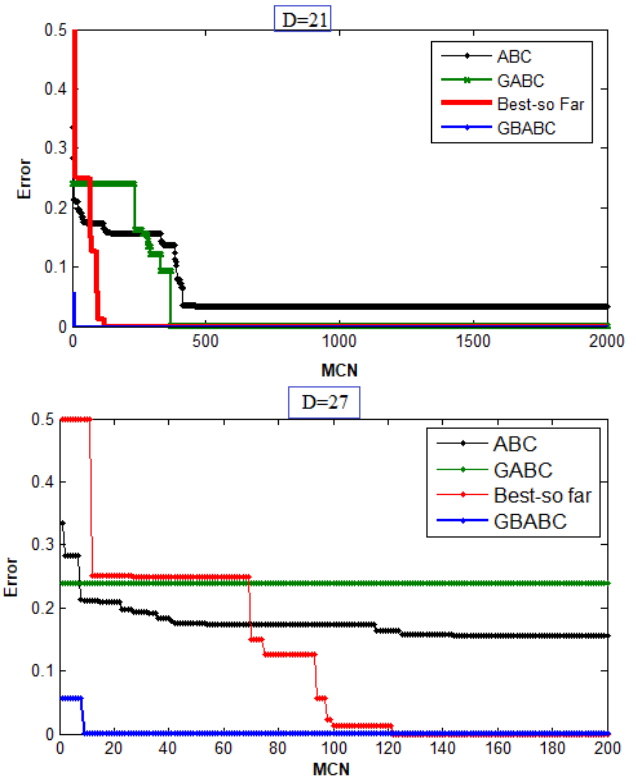 D=21
0.5
0.4
0.3
0.2
0.1
0
Error
0
500
1000
1500
2000
MCN
ABC
GABC
Best-so Far
GBABC
D=27
0.5
0.4
0.3
0.2
0.1
0
Error
0
20
40
60
80
100
120
140
160
180
200
MCN
ABC
GABC
Best-so far
GBABC